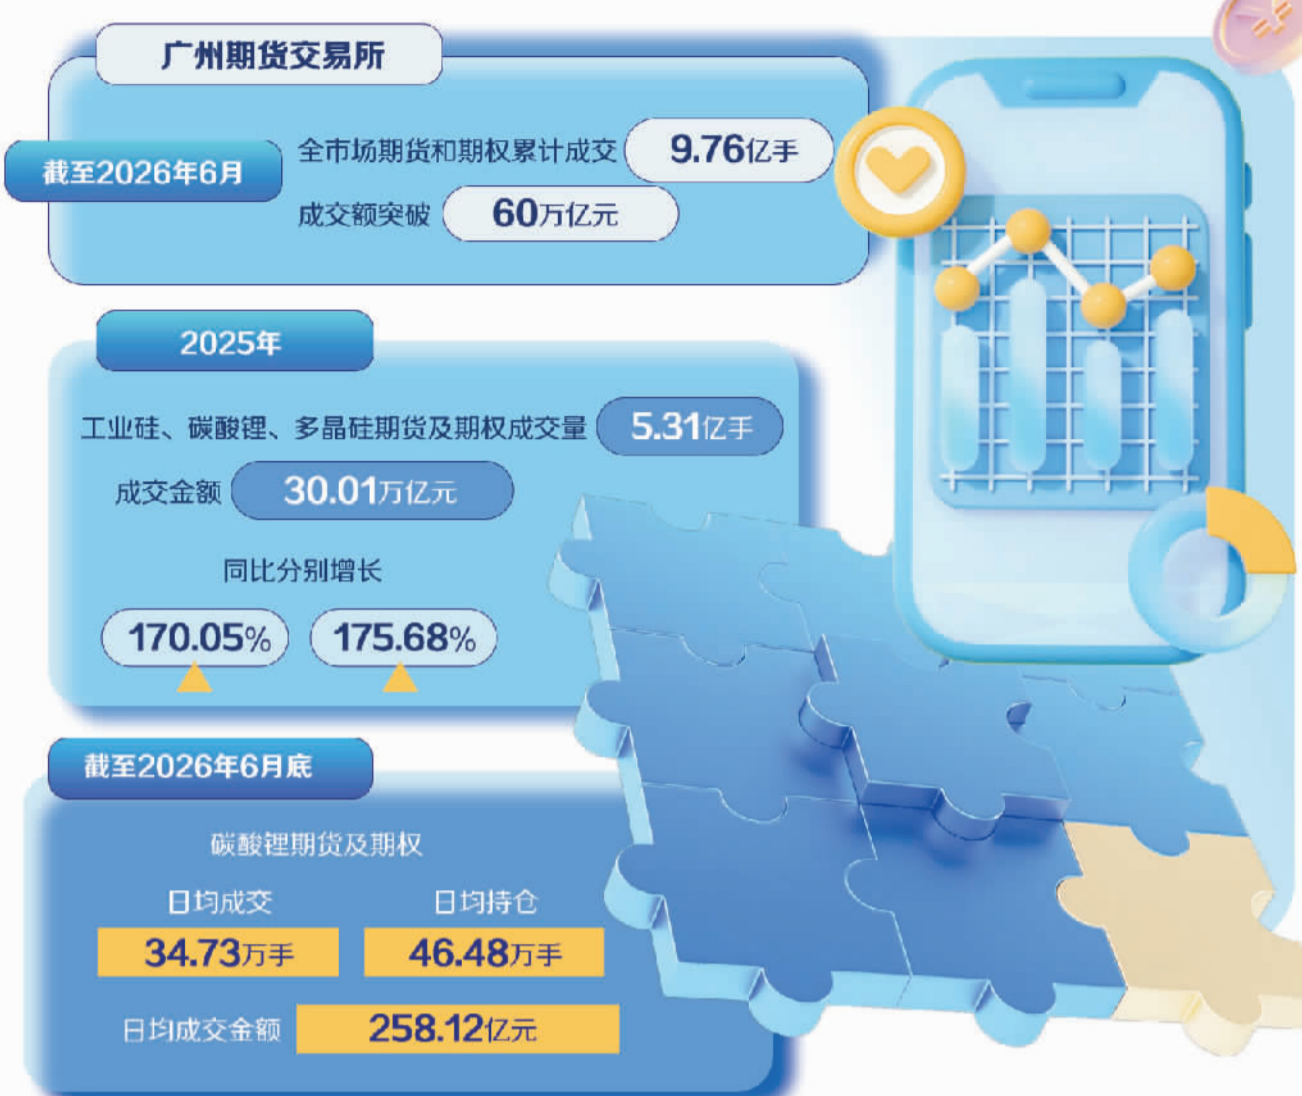 广州期货交易所
截至2026年6月
全市场期货和期权累计成交 9.76亿手
成交额突破 60万亿元
2025年
工业硅、碳酸锂、多晶硅期货及期权成交量 5.31亿手
成交金额 30.01万亿元
同比分别增长
170.05% 175.68%
截至2026年6月底
碳酸锂期货及期权
日均成交 日均持仓
34.73万手 46.48万手
日均成交金额 258.12亿元